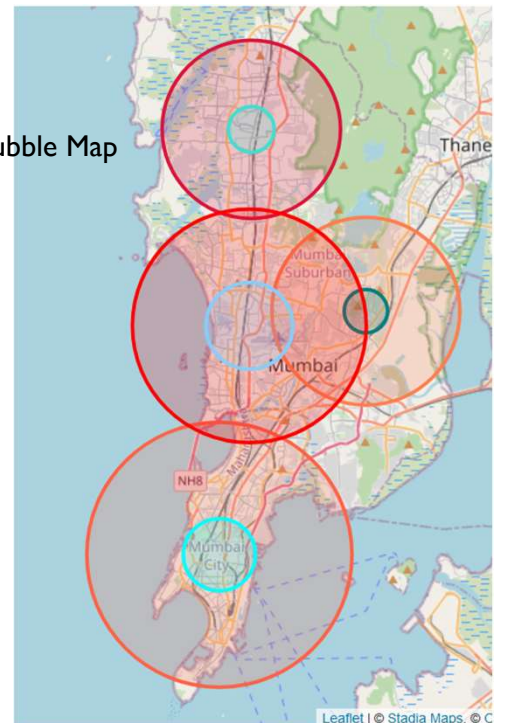 ubble Map
Thane
Mumbai
Suburban
Mumbai
NH8
Mumbai
City
Leaflet | © Stadia Maps, ©